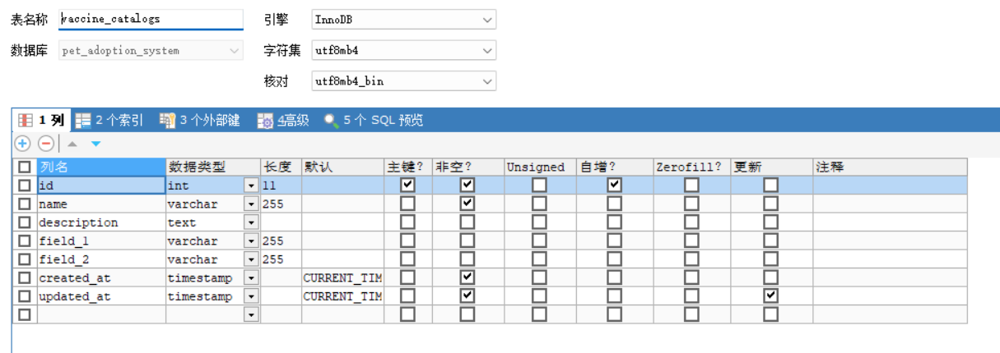 表名称 vaccine_catalogs 引擎 InnoDB
数据库 pet_adoption_system 字符集 utf8mb4
核对 utf8mb4_bin
1 列 2 个索引 3 个外部键 4高级 5 个 SQL 预览
列名 数据类型 长度 默认 主键? 非空? Unsigned 自增? Zerofill? 更新 注释
id int 11
name varchar 255
description text
field_1 varchar 255
field_2 varchar 255
created_at timestamp CURRENT_TIM
updated_at timestamp CURRENT_TIM